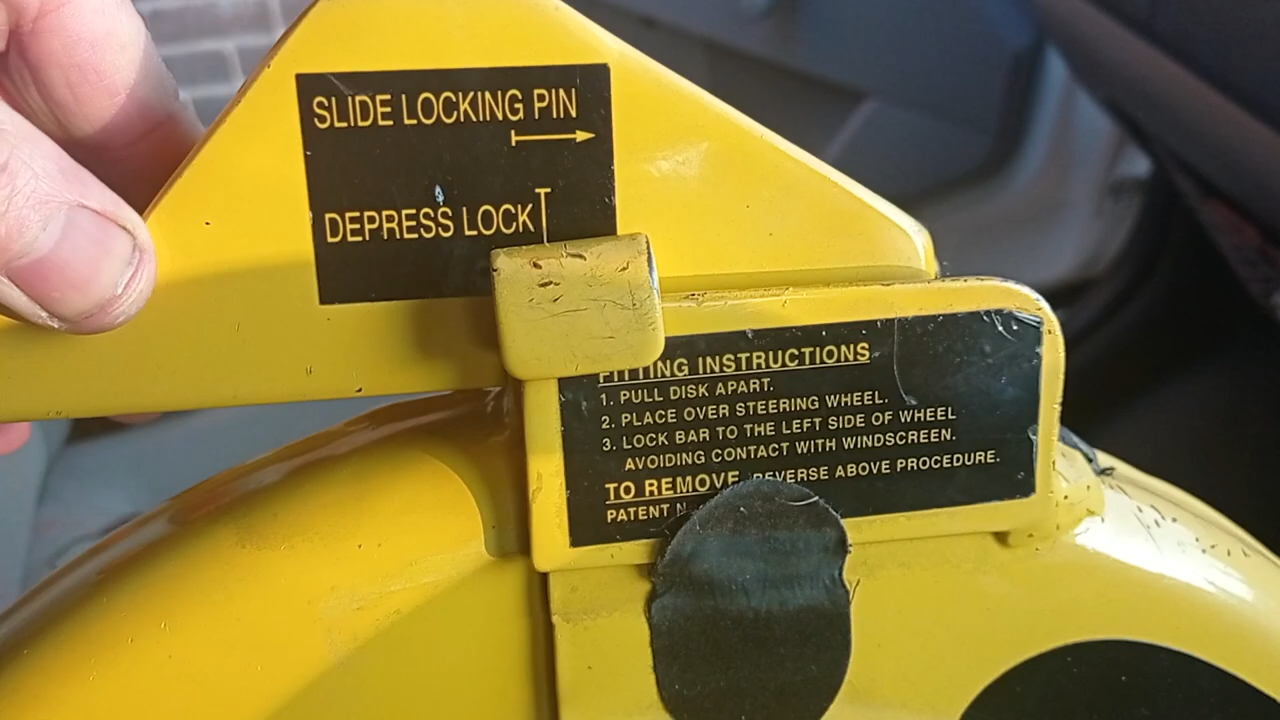 SLIDE LOCKING PIN
DEPRESS LOCK
FITTING INSTRUCTIONS
1. PULL DISK APART.
2. PLACE OVER STEERING WHEEL.
3. LOCK BAR TO THE LEFT SIDE OF WHEEL
AVOIDING CONTACT WITH WINDSCREEN.
TO REMOVE REVERSE ABOVE PROCEDURE.
PATENT